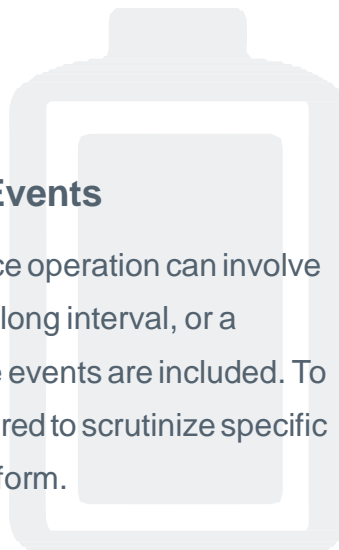 Events
ce operation can involve
long interval, or a
e events are included. To
red to scrutinize specific
form.